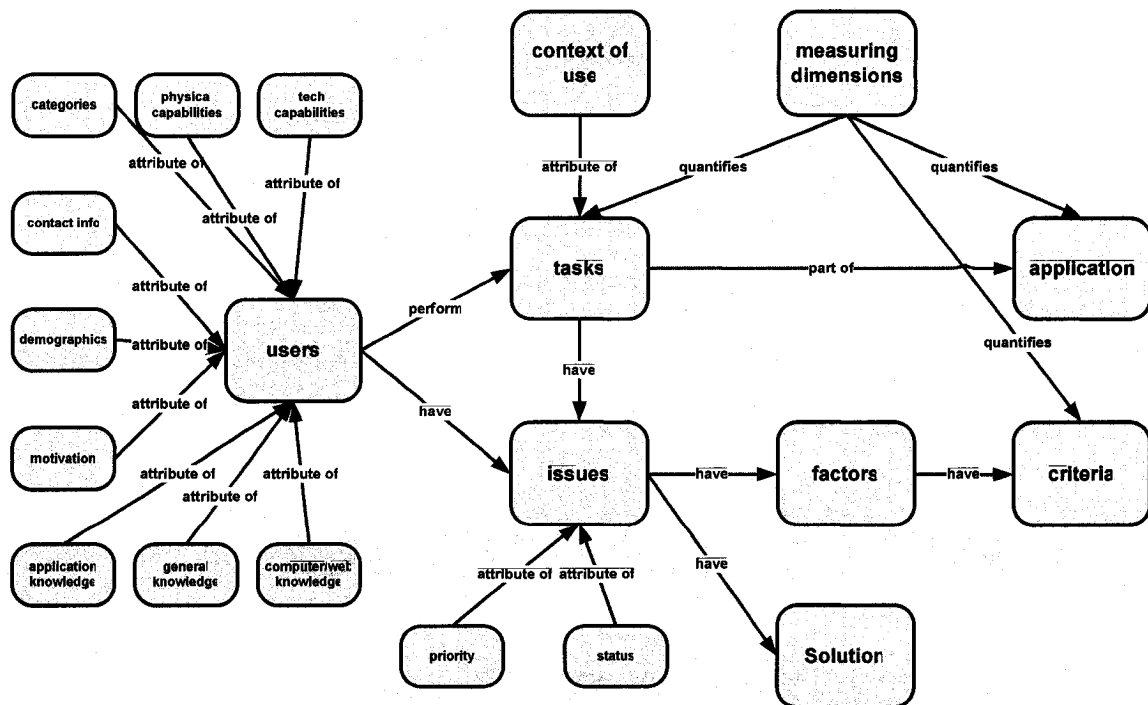 context of
use
measuring
dimensions
categories
physica
capabilities
tech
capabilities
attribute of
attribute of
attribute of
attribute of
quantifies
quantifies
contact info
tasks
part of
application
attribute of
perform
demographics
attribute of
users
quantifies
have
attribute of
have
motivation
attribute of
attribute of
attribute of
issues
have
factors
have
criteria
application
knowledge
general
knowledge
computer/web
knowledge
attribute of
attribute of
have
priority
status
Solution